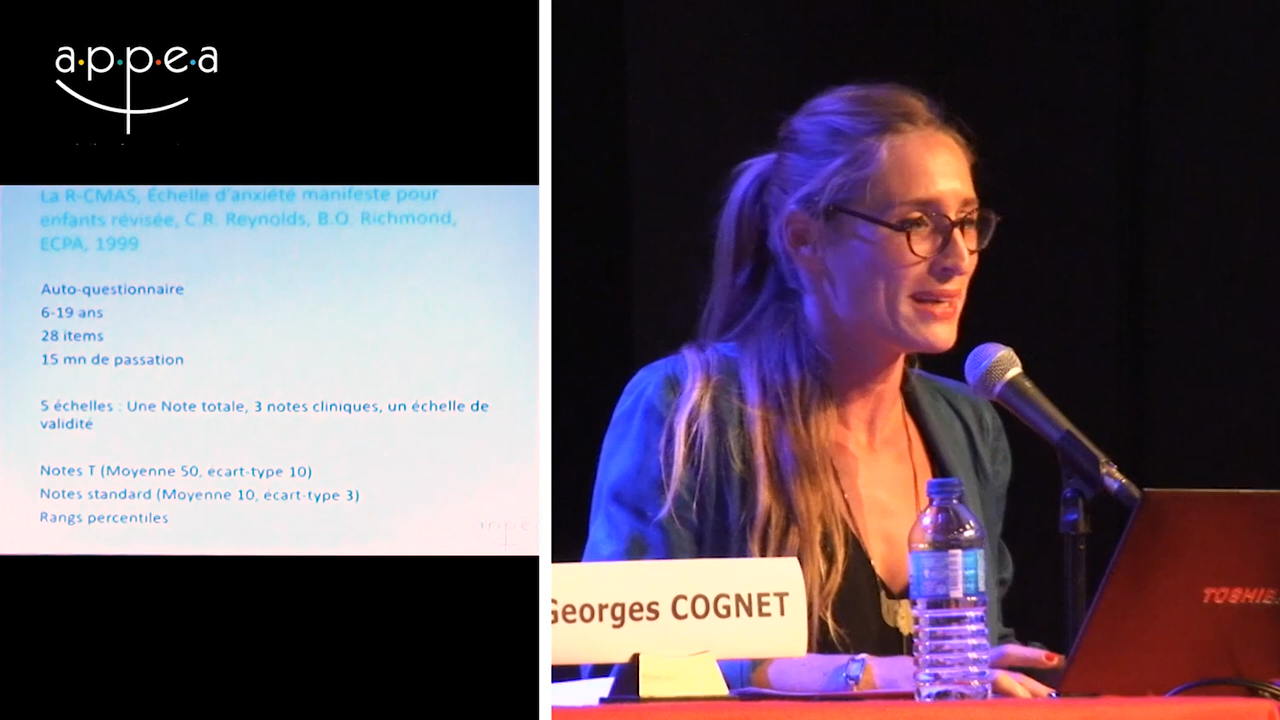 a·p·p·e·a
La R-CMAS, Échelle d'anxiété manifeste pour
enfants révisée, C.R. Reynolds, B.O. Richmond,
ECPA, 1999
Auto-questionnaire
6-19 ans
28 items
15 mn de passation
5 échelles : Une Note totale, 3 notes cliniques, un échelle de
validité
Notes T (Moyenne 50, écart-type 10)
Notes standard (Moyenne 10, écart-type 3)
Rangs percentiles
Georges COGNET
TOSHIB